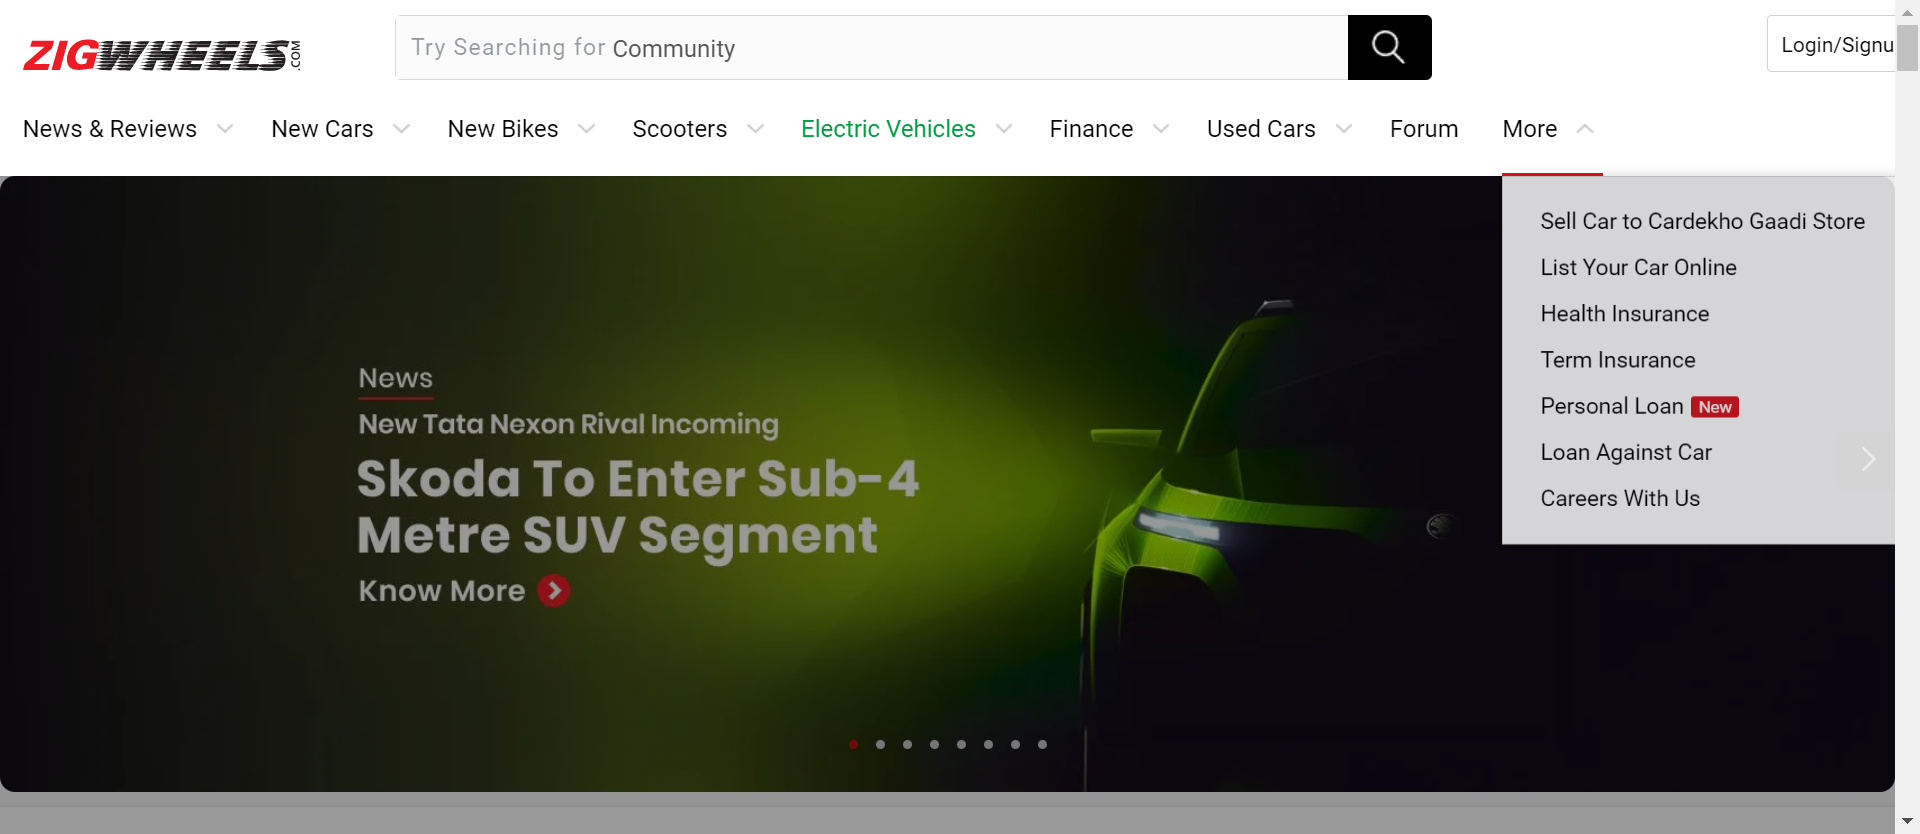 ZIGWHEELS.COM
Try Searching for Community
Login/Signu
News & Reviews
New Cars
New Bikes
Scooters
Electric Vehicles
Finance
Used Cars
Forum
More
Sell Car to Cardekho Gaadi Store
List Your Car Online
Health Insurance
Term Insurance
Personal Loan New
Loan Against Car
Careers With Us
News
New Tata Nexon Rival Incoming
Skoda To Enter Sub-4
Metre SUV Segment
Know More